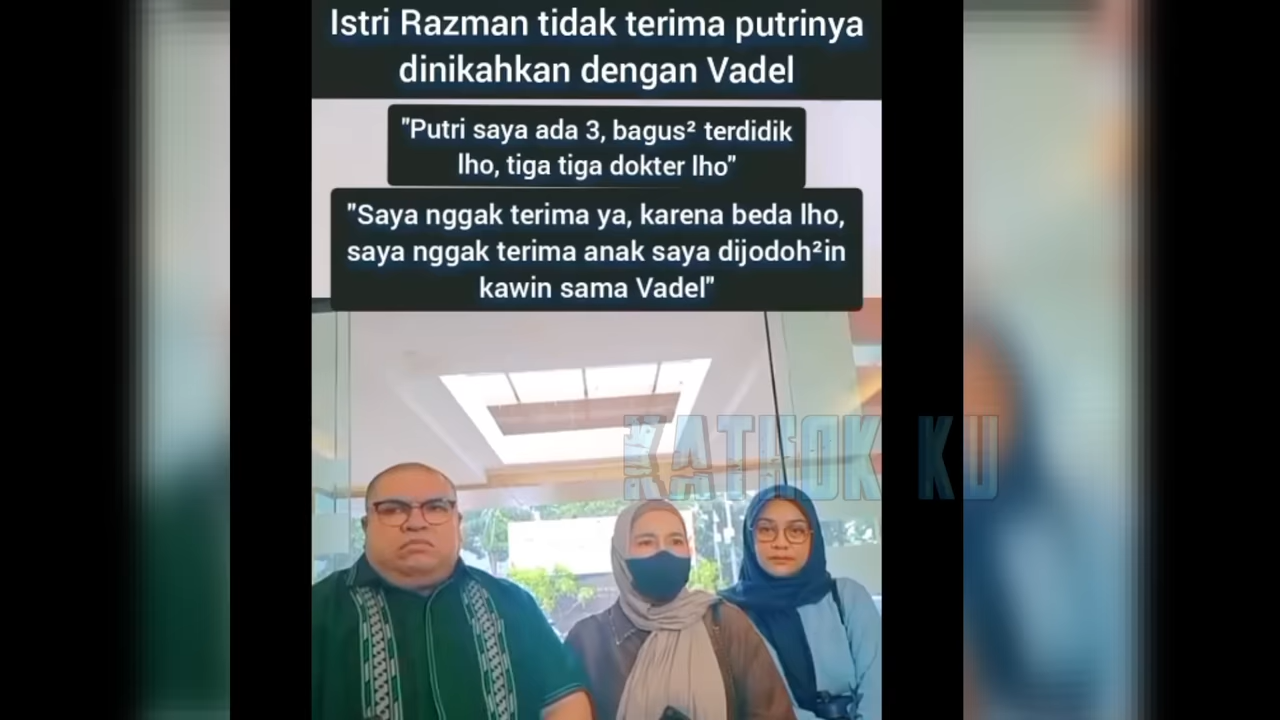 Istri Razman tidak terima putrinya
dinikahkan dengan Vadel
"Putri saya ada 3, bagus² terdidik
lho, tiga tiga dokter lho"
"Saya nggak terima ya, karena beda lho,
saya nggak terima anak saya dijodoh²in
kawin sama Vadel"
KATHOK KU